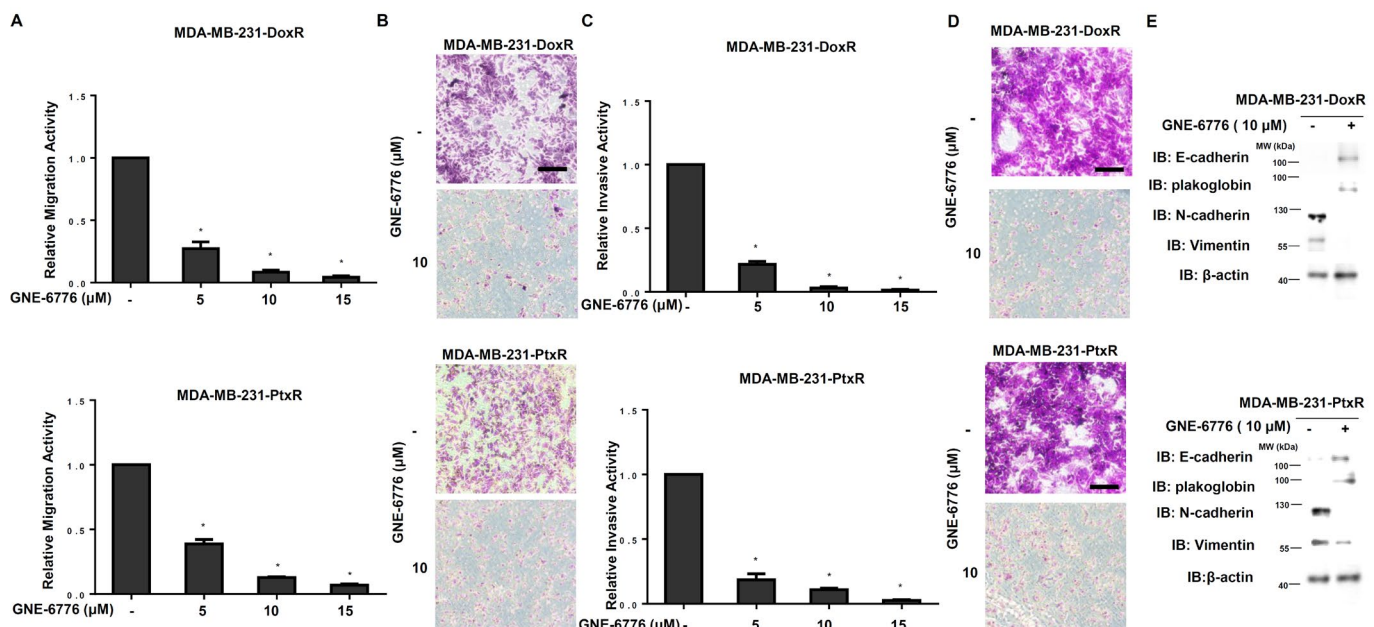 A
MDA-MB-231-DoxR
Relative Migration Activity
1.5
1.0
0.5
0.0
*
*
*
GNE-6776 (µM)
-
5
10
15
B
MDA-MB-231-DoxR
GNE-6776 (µM)
-
10
C
MDA-MB-231-DoxR
Relative Invasive Activity
1.5
1.0
0.5
0.0
*
*
*
GNE-6776 (µM)
-
5
10
15
D
MDA-MB-231-DoxR
GNE-6776 (µM)
-
10
E
MDA-MB-231-DoxR
GNE-6776 ( 10 µM)
-
+
MW (kDa)
IB: E-cadherin
100
100
IB: plakoglobin
IB: N-cadherin
130
IB: Vimentin
55
IB: β-actin
40
MDA-MB-231-PtxR
Relative Migration Activity
1.5
1.0
0.5
0.0
*
*
*
GNE-6776 (µM)
-
5
10
15
MDA-MB-231-PtxR
GNE-6776 (µM)
-
10
MDA-MB-231-PtxR
Relative Invasive Activity
1.5
1.0
0.5
0.0
*
*
*
GNE-6776 (µM)
-
5
10
15
MDA-MB-231-PtxR
GNE-6776 (µM)
-
10
MDA-MB-231-PtxR
GNE-6776 ( 10 µM)
-
+
MW (kDa)
IB: E-cadherin
100
IB: plakoglobin
100
IB: N-cadherin
130
IB: Vimentin
55
IB:β-actin
40